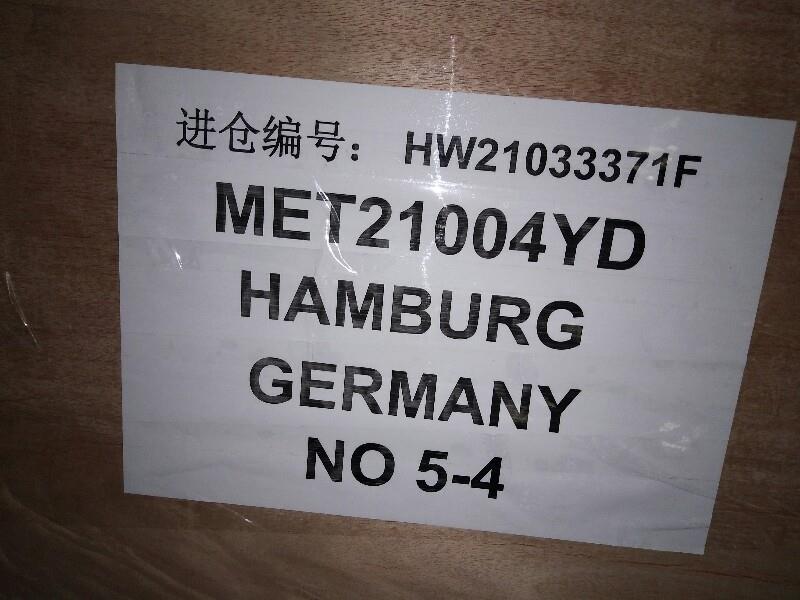 进仓编号： HW21033371F
MET21004YD
HAMBURG
GERMANY
NO 5-4